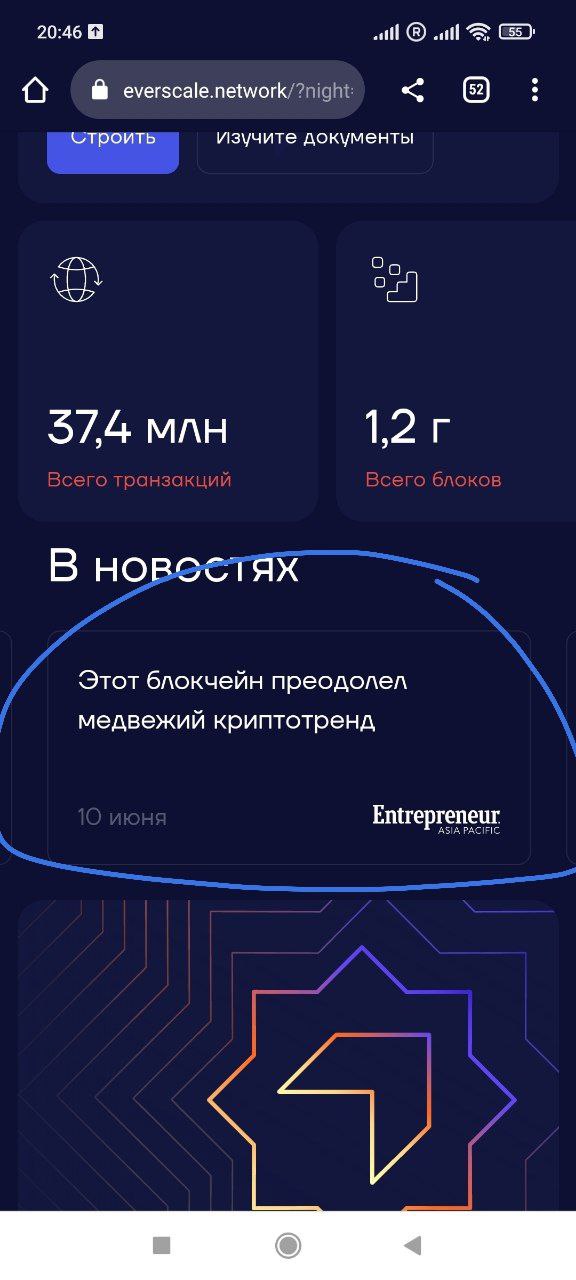 20:46
R
55
everscale.network/?night:
52
Строить
Изучите документы
37,4 млн
Всего транзакций
1,2 г
Всего блоков
В новостях
Этот блокчейн преодолел
медвежий криптотренд
10 июня
Entrepreneur
ASIA PACIFIC